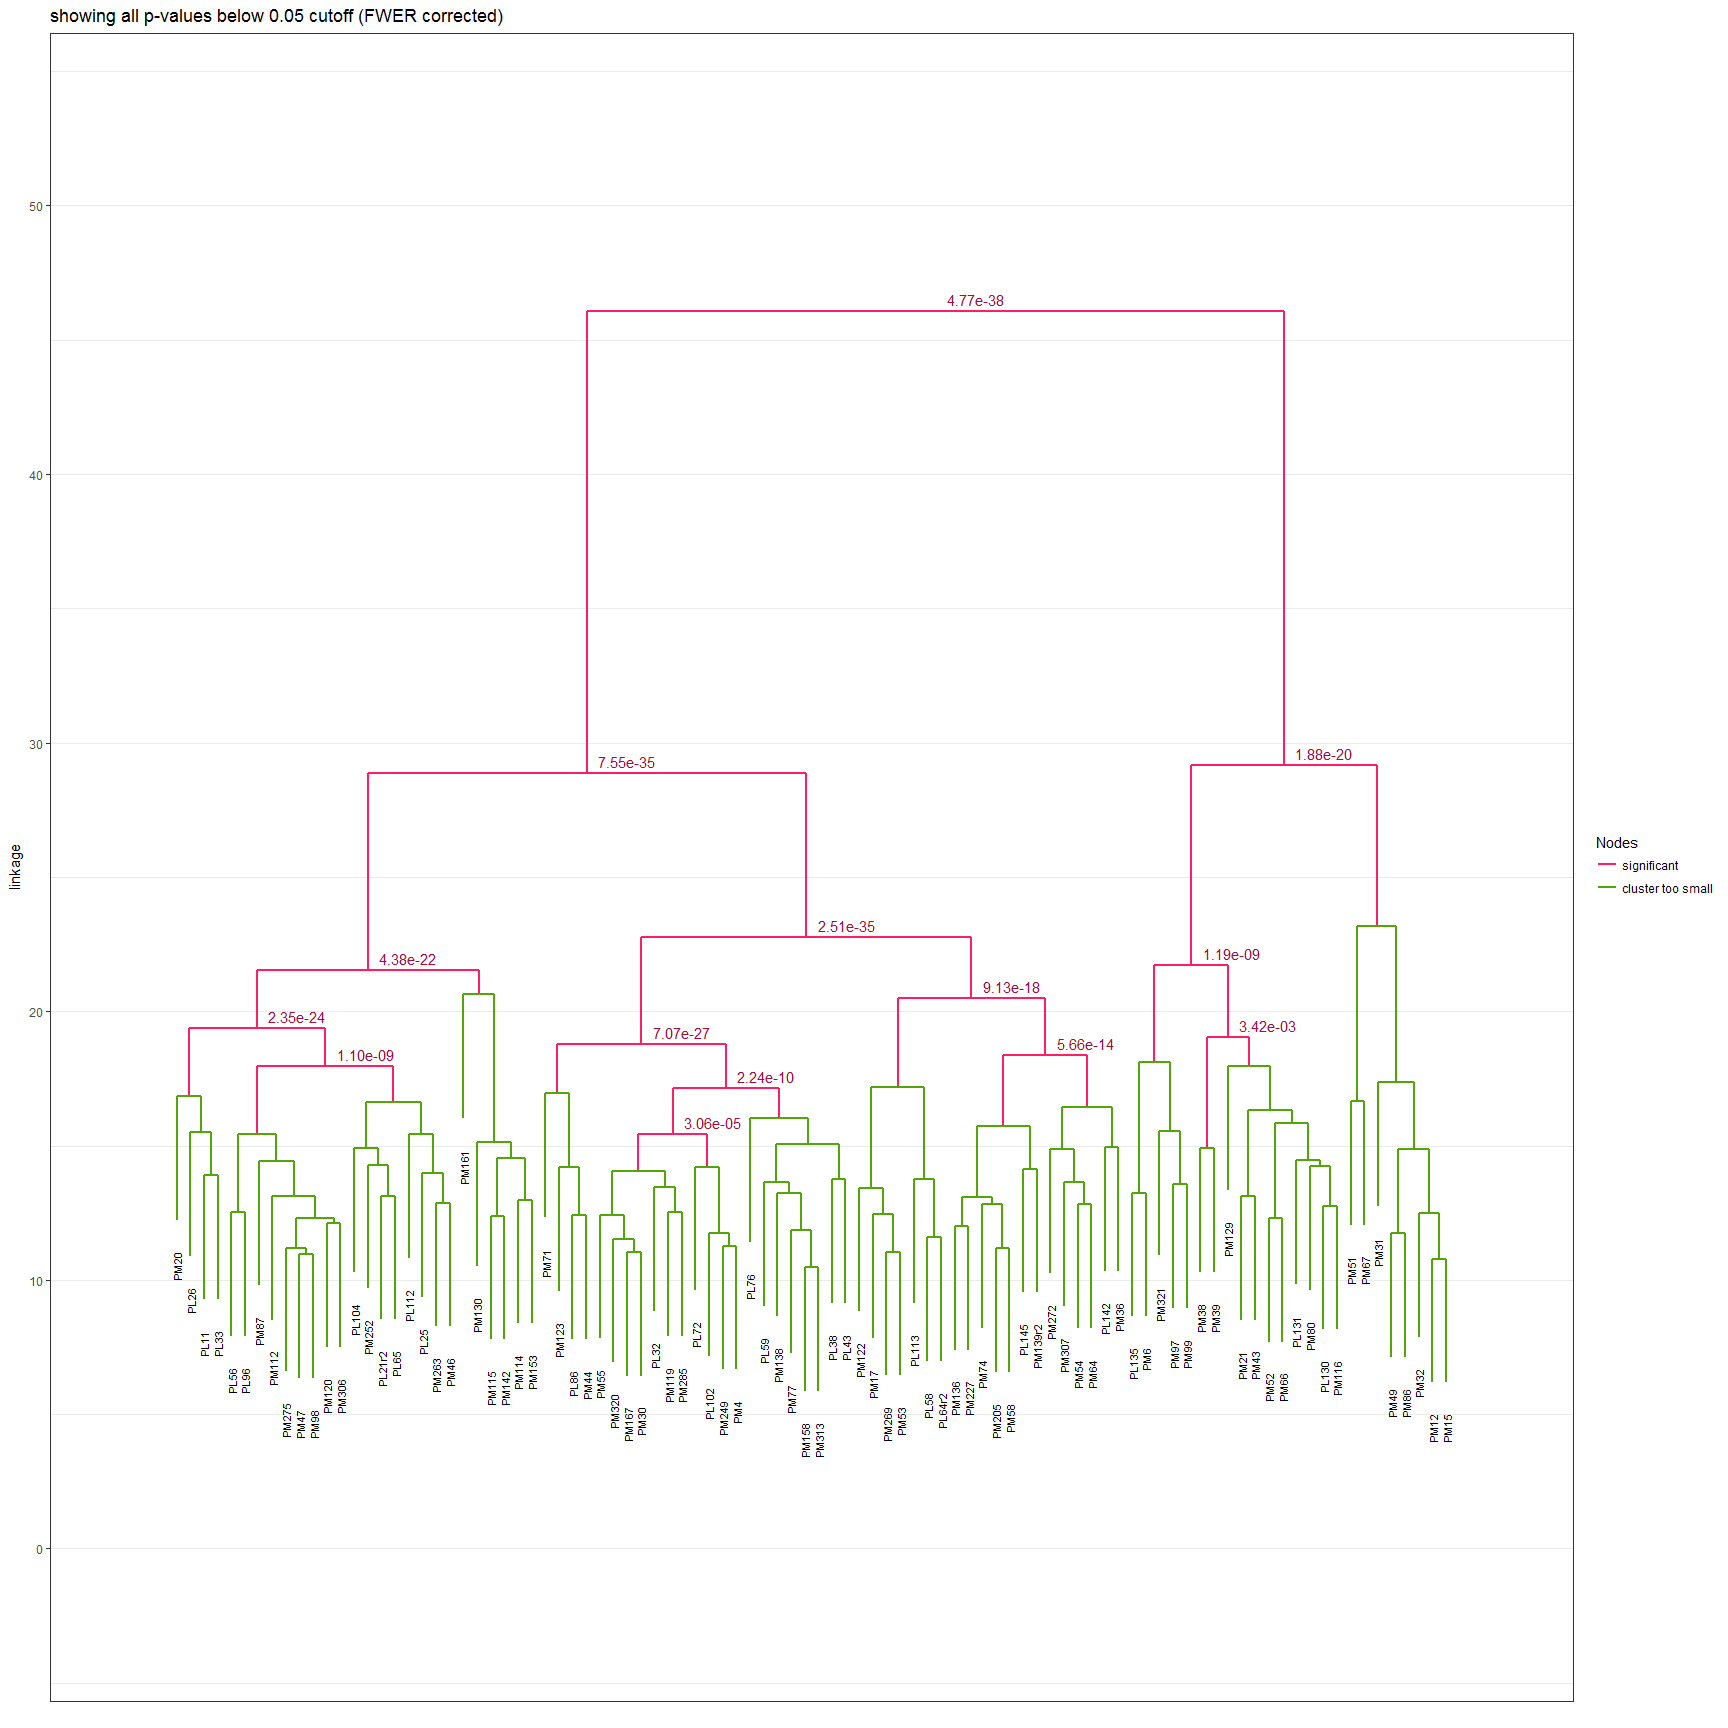 showing all p-values below 0.05 cutoff (FWER corrected)
50
40
30
20
10
0
linkage
4.77e-38
7.55e-35
1.88e-20
2.51e-35
4.38e-22
1.19e-09
9.13e-18
2.35e-24
3.42e-03
7.07e-27
5.66e-14
1.10e-09
2.24e-10
3.06e-05
Nodes
significant
cluster too small
PM20
PL26
PL11
PL33
PL56
PL96
PM87
PM112
PM275
PM47
PM98
PM120
PM306
PL104
PM252
PL21r2
PL65
PL112
PL25
PM263
PM46
PM161
PM130
PM115
PM142
PM114
PM153
PM71
PM123
PL86
PM44
PM55
PM320
PM167
PM30
PL32
PM119
PM285
PL72
PL102
PM249
PM4
PL76
PL59
PM138
PM77
PM158
PM313
PL38
PL43
PM122
PM17
PM269
PM53
PL113
PL58
PL64r2
PM136
PM227
PM74
PM205
PM58
PL145
PM139r2
PM272
PM307
PM54
PM64
PL142
PM36
PL135
PM6
PM321
PM97
PM99
PM38
PM39
PM129
PM21
PM43
PM52
PM66
PL131
PM80
PL130
PM116
PM51
PM67
PM31
PM49
PM86
PM32
PM12
PM15